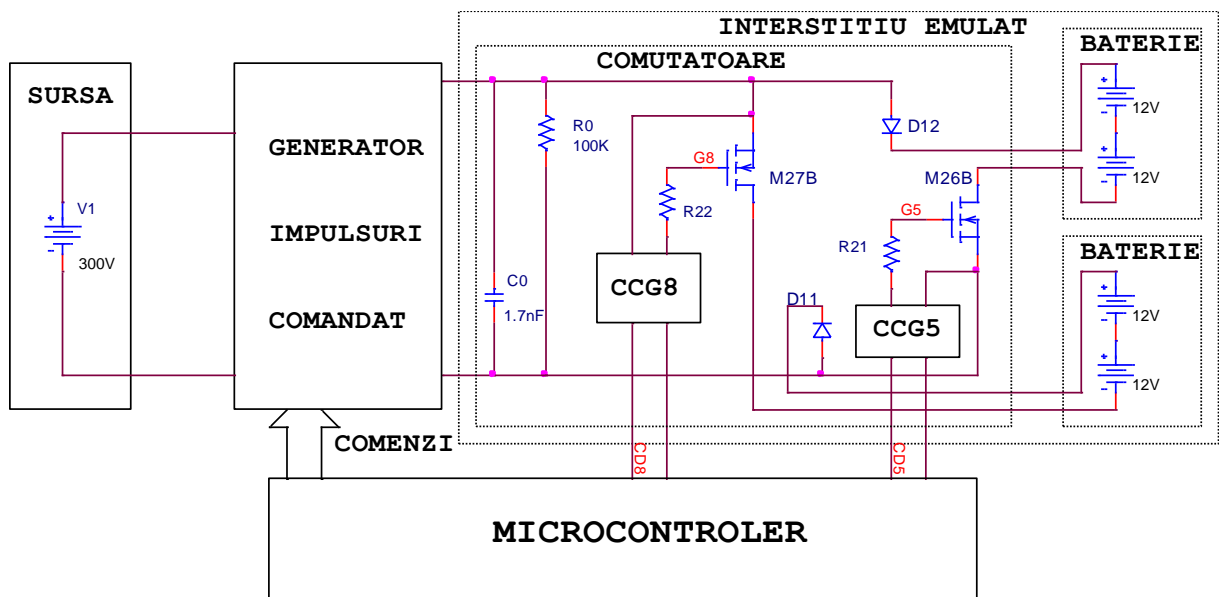 INTERSTITIU EMULAT
COMUTATOARE
BATERIE
BATERIE
SURSA
GENERATOR
IMPULSURI
COMANDAT
V1
+
-
300V
R0
100K
C0
1.7nF
G8
M27B
R22
CCG8
D12
M26B
G5
R21
CCG5
D11
+
12V
-
12V
+
12V
-
12V
COMENZI
CD8
CD5
MICROCONTROLER